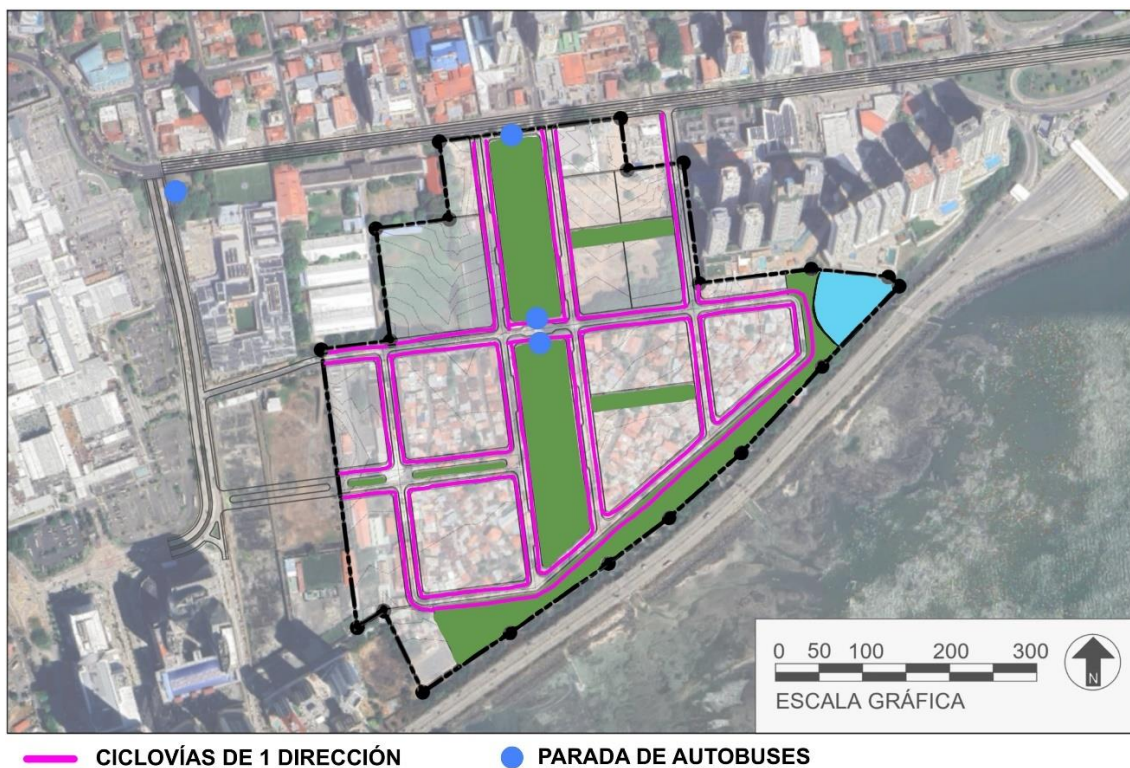 0 50 100 200 300
ESCALA GRÁFICA
N
CICLOVÍAS DE 1 DIRECCIÓN
PARADA DE AUTOBUSES